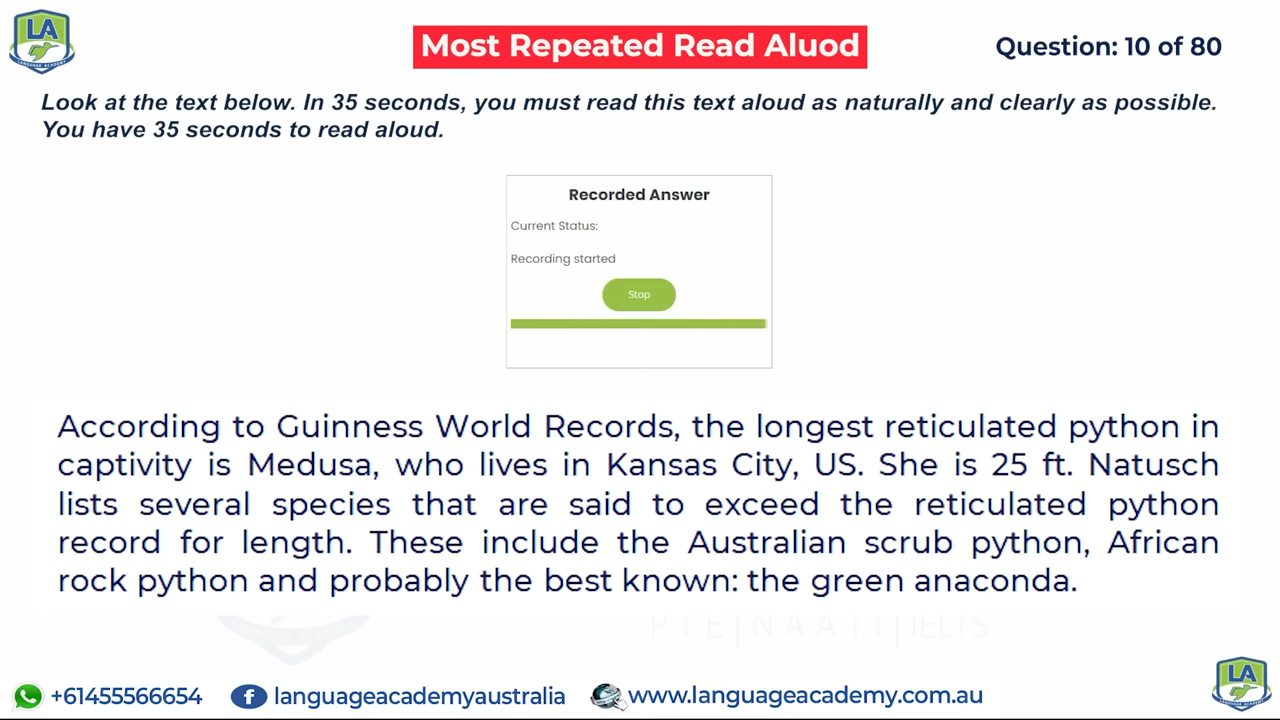 LA
LANGUAGE ACADEMY
Most Repeated Read Aluod
Question: 10 of 80
Look at the text below. In 35 seconds, you must read this text aloud as naturally and clearly as possible.
You have 35 seconds to read aloud.
Recorded Answer
Current Status:
Recording started
Stop
According to Guinness World Records, the longest reticulated python in
captivity is Medusa, who lives in Kansas City, US. She is 25 ft. Natusch
lists several species that are said to exceed the reticulated python
record for length. These include the Australian scrub python, African
rock python and probably the best known: the green anaconda.
PTE|NAATI|IELTS
+61455566654
languageacademyaustralia
www.languageacademy.com.au
LA
LANGUAGE ACADEMY